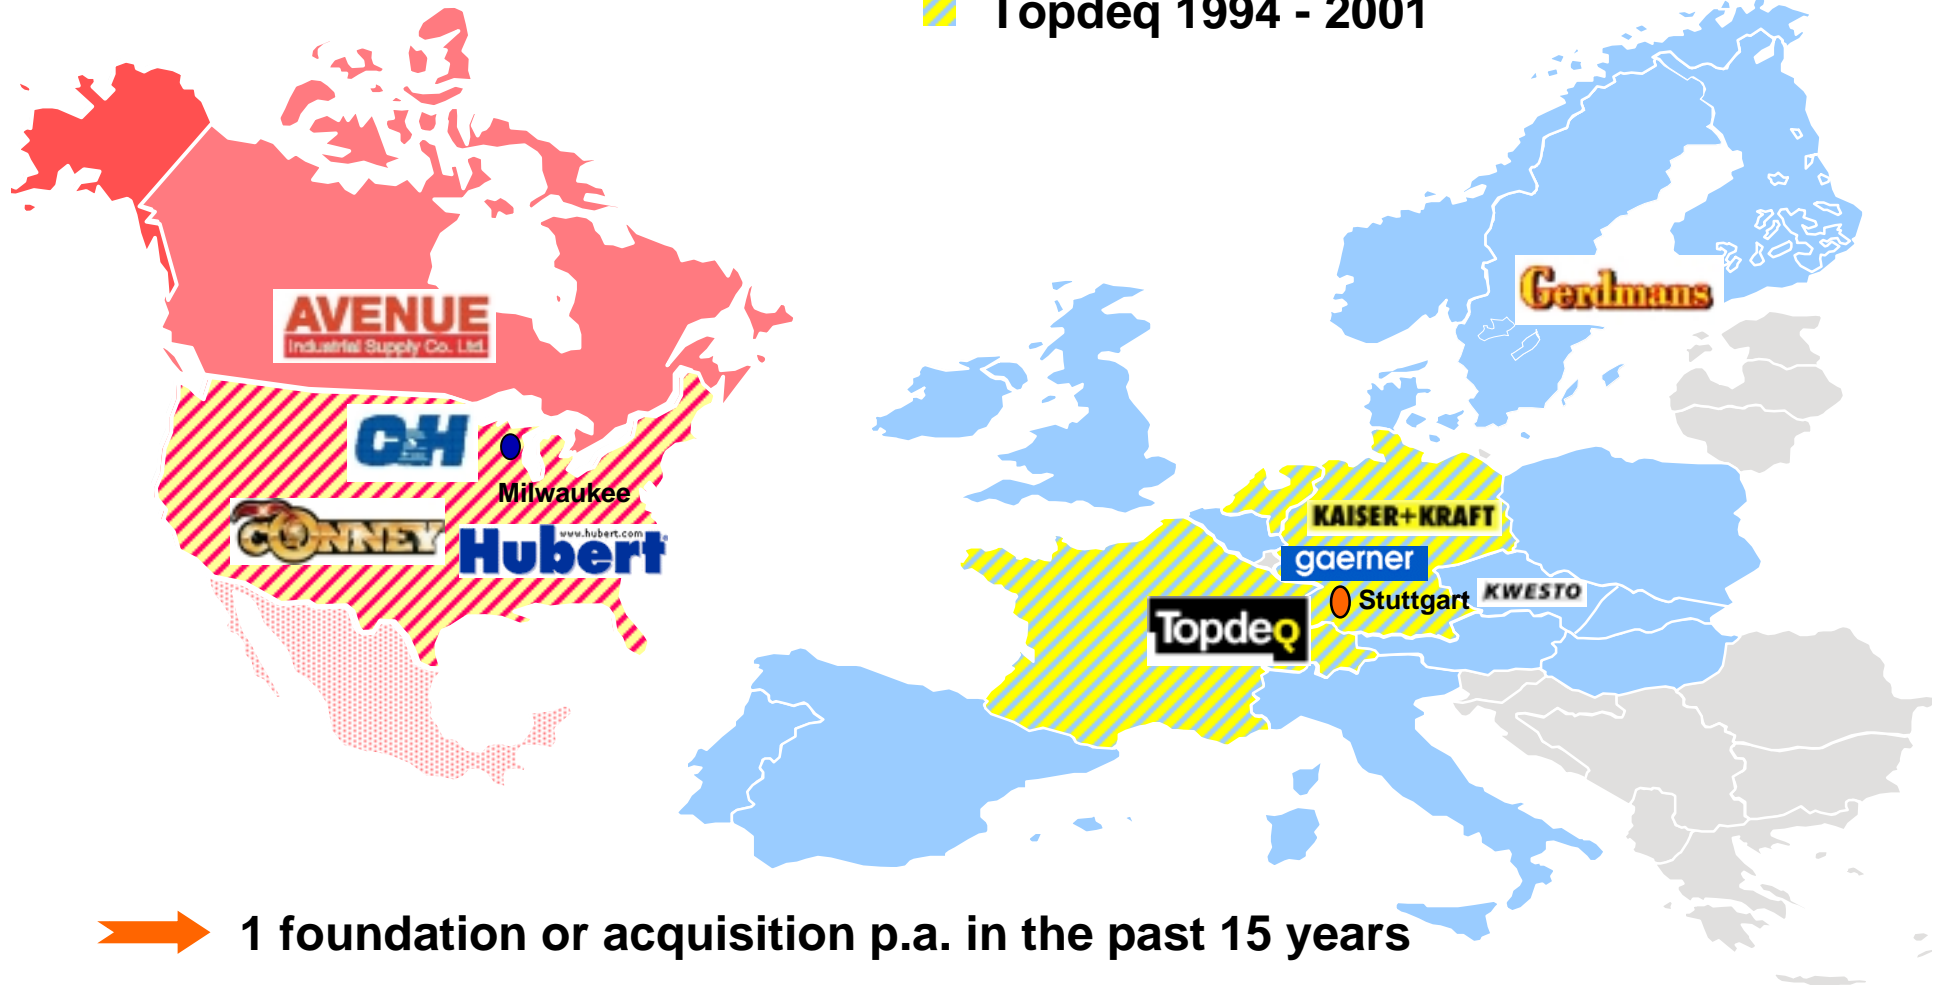 Topdeq 1994 - 2001
AVENUE
Industrial Supply Co. Ltd.
C&H
Milwaukee
CONNEY
www.hubert.com
Hubert
Gerdmans
KAISER+KRAFT
gaerner
Stuttgart
KWESTO
Topdeq
1 foundation or acquisition p.a. in the past 15 years